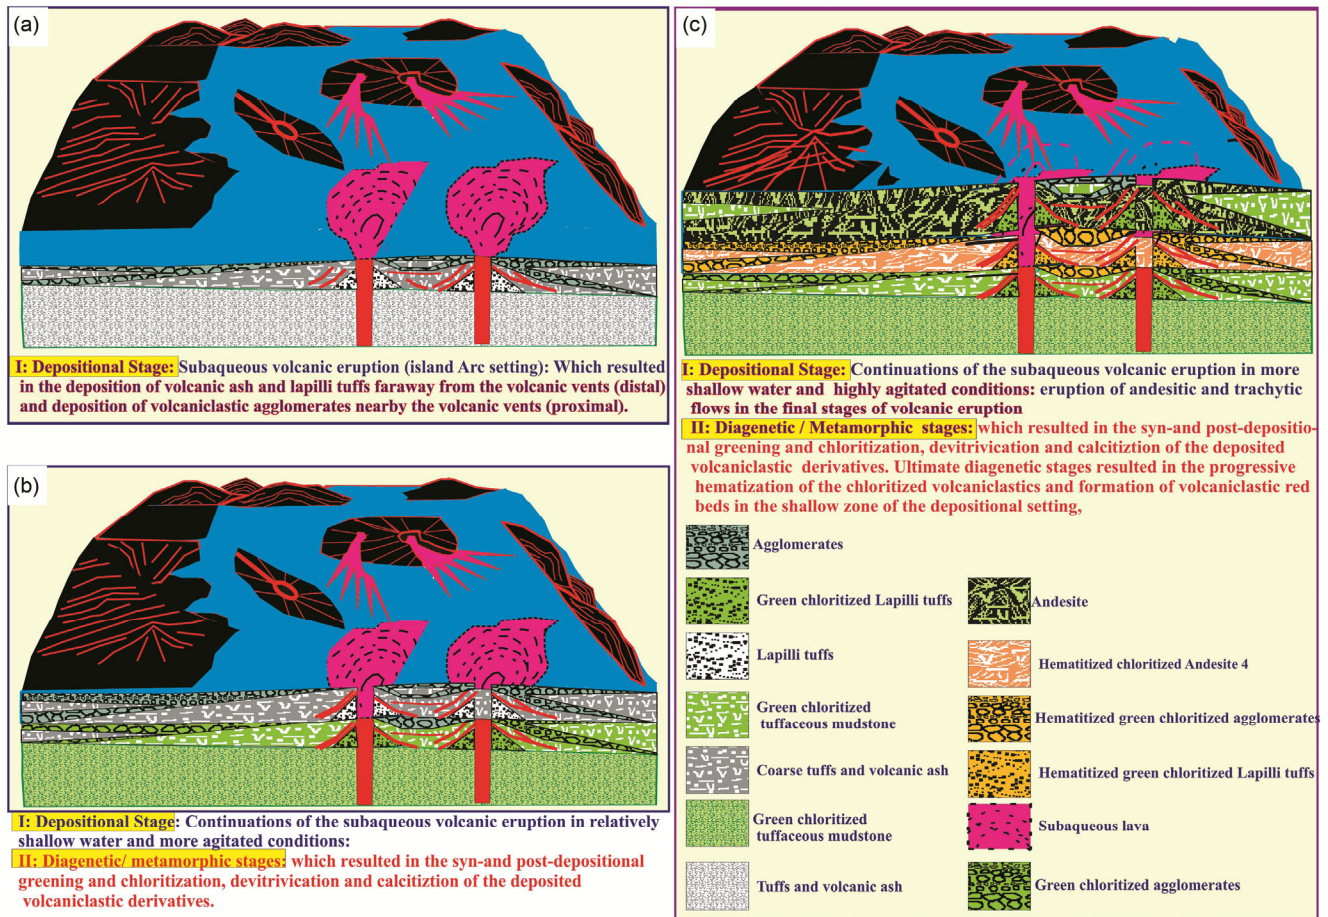 (a)
I: Depositional Stage: Subaqueous volcanic eruption (island Arc setting): Which resulted
in the deposition of volcanic ash and lapilli tuffs faraway from the volcanic vents (distal)
and deposition of volcaniclastic agglomerates nearby the volcanic vents (proximal).
(b)
I: Depositional Stage: Continuations of the subaqueous volcanic eruption in relatively
shallow water and more agitated conditions:
II: Diagenetic/ metamorphic stages: which resulted in the syn-and post-depositional
greening and chloritization, devitrivication and calcitiztion of the deposited
volcaniclastic derivatives.
(c)
I: Depositional Stage: Continuations of the subaqueous volcanic eruption in more
shallow water and highly agitated conditions: eruption of andesitic and trachytic
flows in the final stages of volcanic eruption
II: Diagenetic / Metamorphic stages: which resulted in the syn-and post-depositio-
nal greening and chloritization, devitrivication and calcitiztion of the deposited
volcaniclastic derivatives. Ultimate diagenetic stages resulted in the progressive
hematization of the chloritized volcaniclastics and formation of volcaniclastic red
beds in the shallow zone of the depositional setting,
Agglomerates
Green chloritized Lapilli tuffs
Lapilli tuffs
Green chloritized
tuffaceous mudstone
Coarse tuffs and volcanic ash
Green chloritized
tuffaceous mudstone
Tuffs and volcanic ash
Andesite
Hematitized chloritized Andesite 4
Hematitized green chloritized agglomerates
Hematitized green chloritized Lapilli tuffs
Subaqueous lava
Green chloritized agglomerates